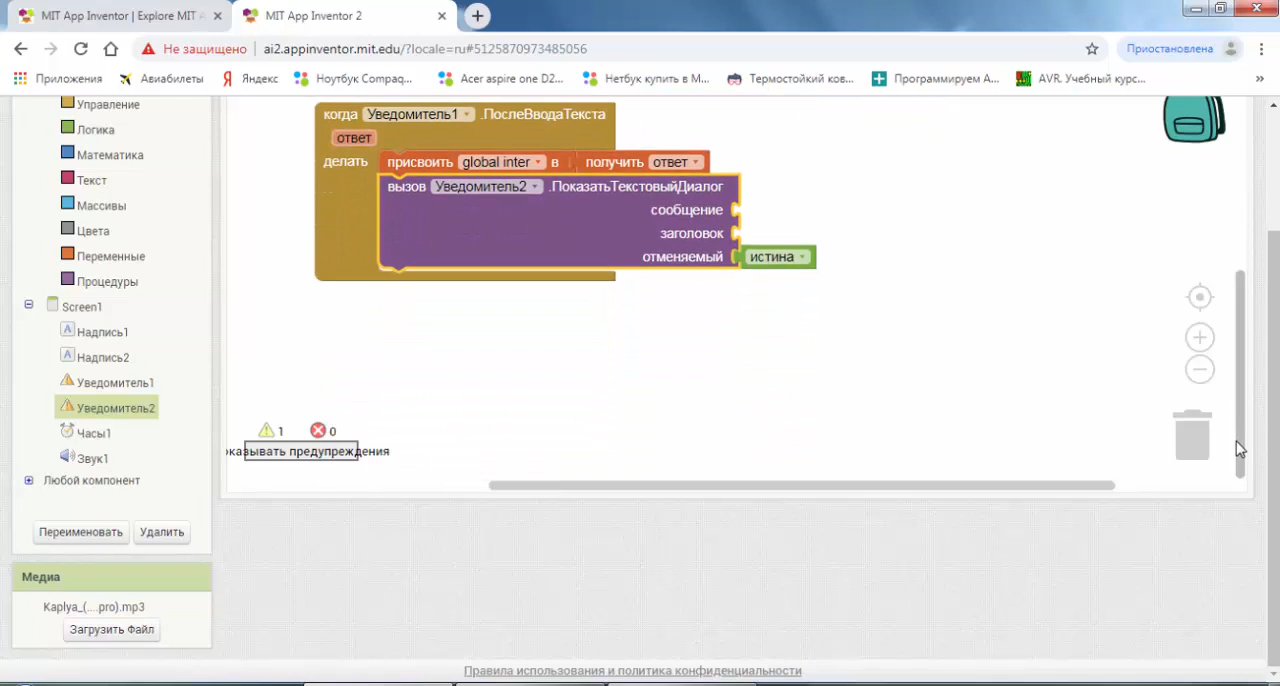 MIT App Inventor | Explore MIT A
MIT App Inventor 2
Не защищено
ai2.appinventor.mit.edu/?locale=ru#5125870973485056
Приостановлена
Приложения
Авиабилеты
Яндекс
Ноутбук Compaq...
Acer aspire one D2...
Нетбук купить в М...
Термостойкий ков...
Программируем А...
AVR. Учебный курс...
»
Управление
Логика
Математика
Текст
Массивы
Цвета
Переменные
Процедуры
Screen1
Надпись1
Надпись2
Уведомитель1
Уведомитель2
Часы1
Звук1
Любой компонент
Переименовать
Удалить
Медиа
Kaplya_(....pro).mp3
Загрузить Файл
когда Уведомитель1 .ПослеВводаТекста
ответ
делать присвоить global inter в получить ответ
вызов Уведомитель2 .ПоказатьТекстовыйДиалог
сообщение
заголовок
отменяемый истина
1 0
оказывать предупреждения
Правила использования и политика конфиденциальности